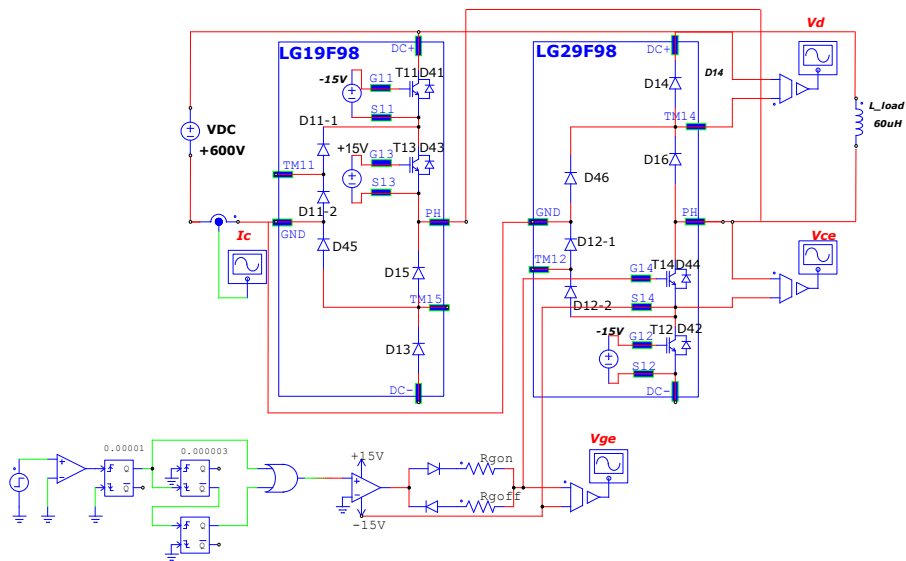 Vd
DC+
DC+
LG19F98
LG29F98
-15V
G11
T11
D41
D14
D14
L_load
60uH
S11
D11-1
TM14
VDC
+600V
+15V
G13
T13
D43
D16
TM11
S13
D46
D11-2
PH
GND
PH
Ic
GND
D45
D12-1
Vce
D15
TM12
G14
T14
D44
TM15
D12-2
S14
-15V
T12
D42
G12
D13
S12
DC-
DC-
Vge
0.00001
0.000003
+15V
Rgon
Q
Q
Q
Q
Rgoff
-15V
Q
Q